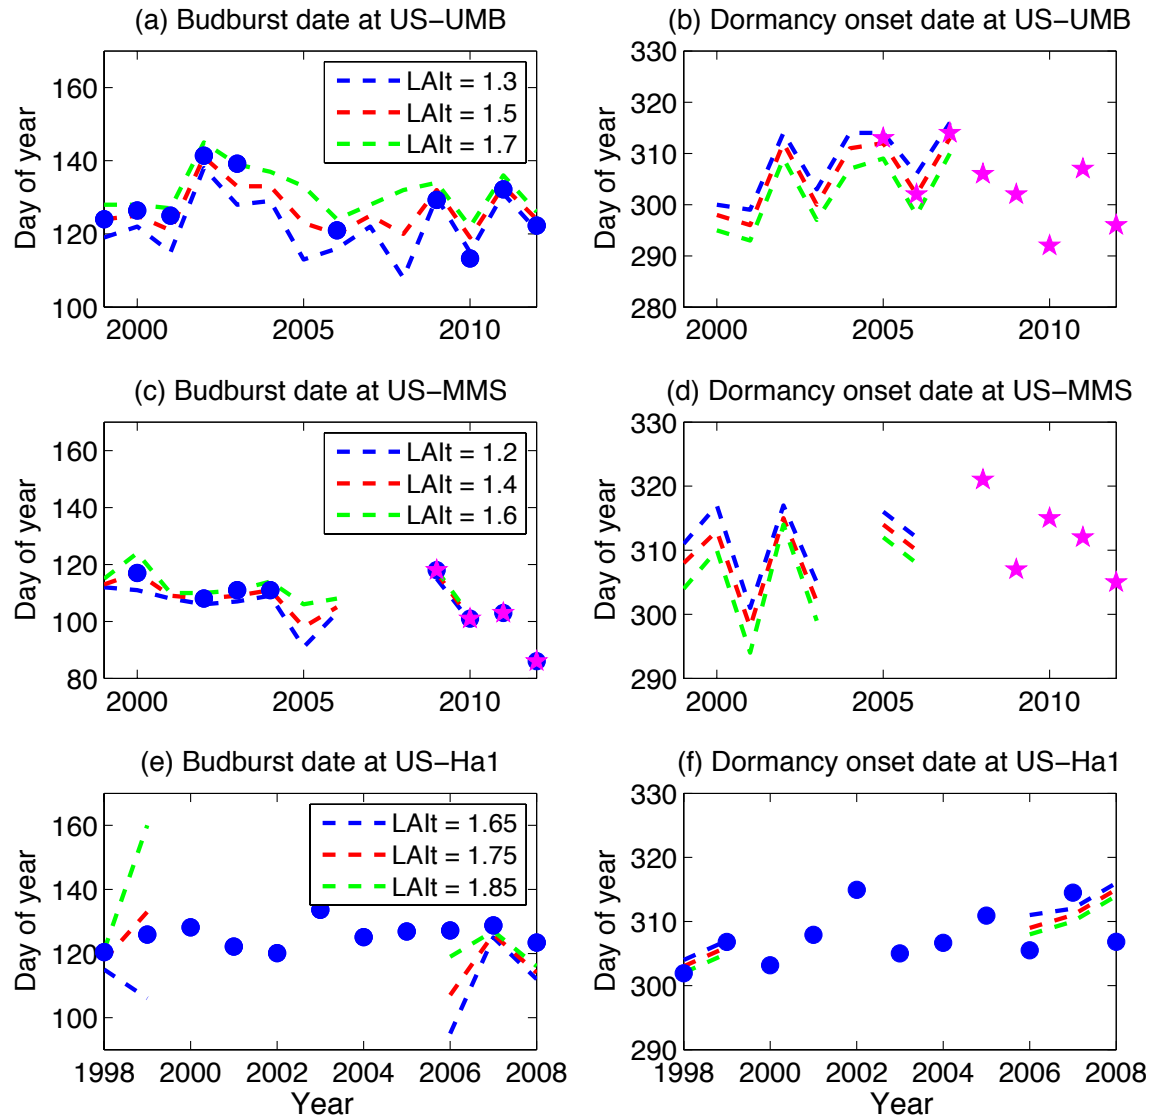 (a) Budburst date at US−UMB
(b) Dormancy onset date at US−UMB
Day of year
160
140
120
100
2000
2005
2010
LAIt = 1.3
LAIt = 1.5
LAIt = 1.7
Day of year
330
320
310
300
290
280
2000
2005
2010
(c) Budburst date at US−MMS
(d) Dormancy onset date at US−MMS
Day of year
160
140
120
100
80
2000
2005
2010
LAIt = 1.2
LAIt = 1.4
LAIt = 1.6
Day of year
330
320
310
300
290
2000
2005
2010
(e) Budburst date at US−Ha1
(f) Dormancy onset date at US−Ha1
Day of year
160
140
120
100
1998
2000
2002
2004
2006
2008
Year
LAIt = 1.65
LAIt = 1.75
LAIt = 1.85
Day of year
330
320
310
300
290
1998
2000
2002
2004
2006
2008
Year